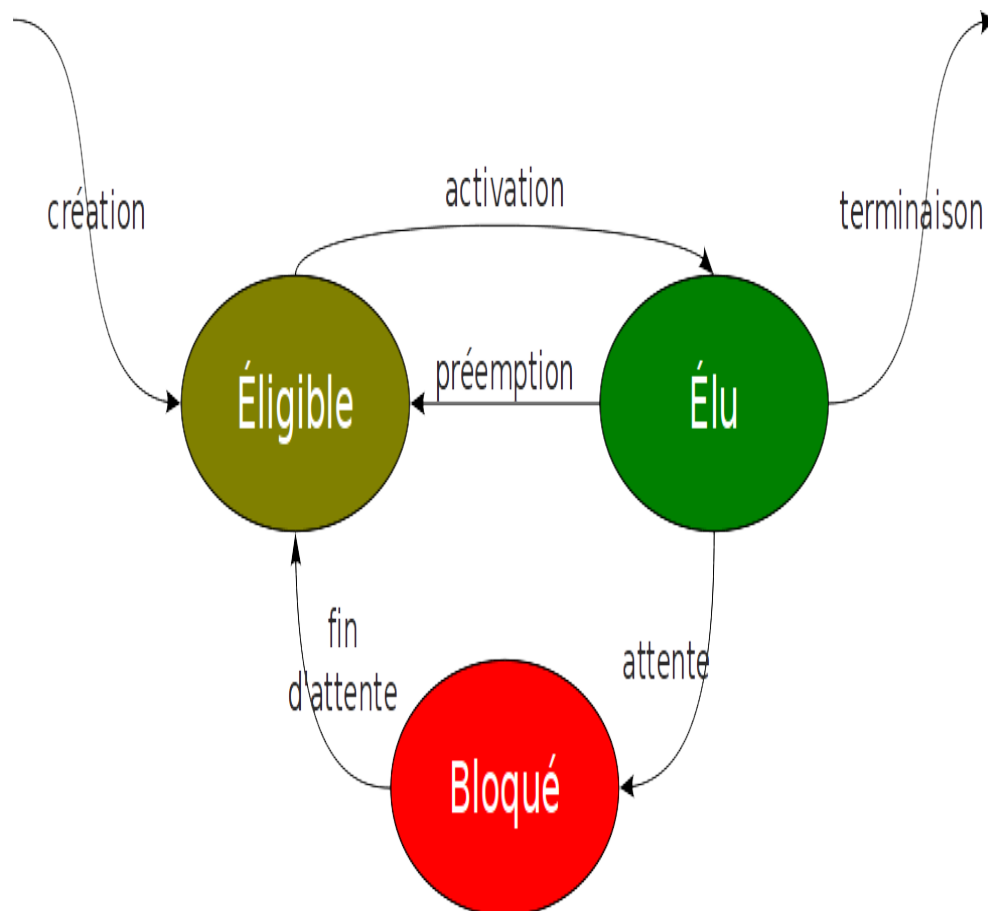 activation
création
terminaison
préemption
Éligible
Élu
fin
d'attente
attente
Bloqué